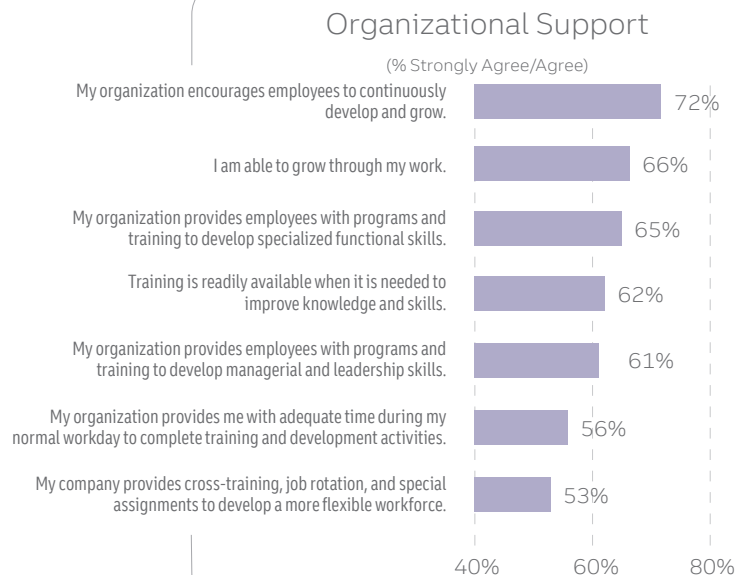 Organizational Support
(% Strongly Agree/Agree)
My organization encourages employees to continuously
develop and grow.
72%
I am able to grow through my work.
66%
My organization provides employees with programs and
training to develop specialized functional skills.
65%
Training is readily available when it is needed to
improve knowledge and skills.
62%
My organization provides employees with programs and
training to develop managerial and leadership skills.
61%
My organization provides me with adequate time during my
normal workday to complete training and development activities.
56%
My company provides cross-training, job rotation, and special
assignments to develop a more flexible workforce.
53%
40% 60% 80%